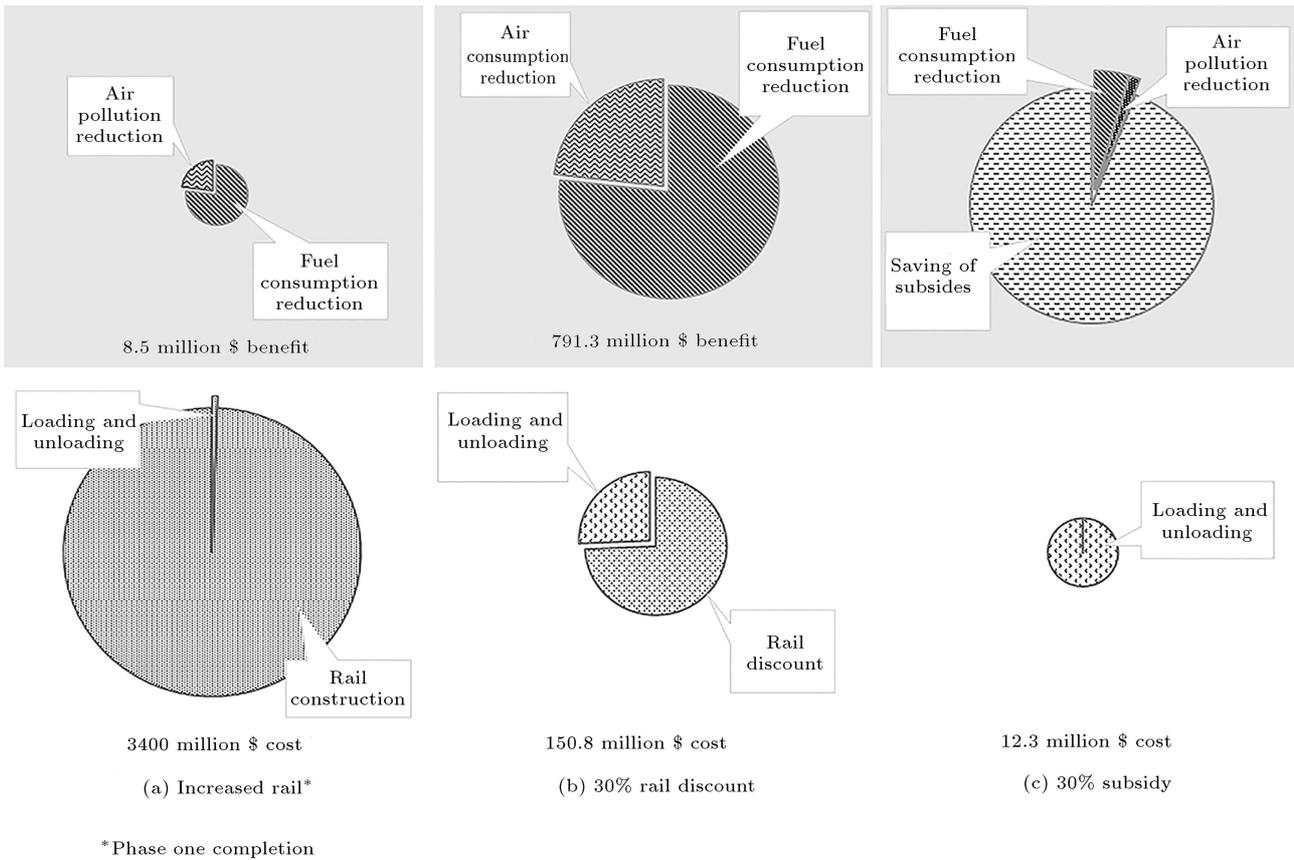 Air
pollution
reduction
Fuel
consumption
reduction
8.5 million $ benefit
Air
consumption
reduction
Fuel
consumption
reduction
791.3 million $ benefit
Fuel
consumption
reduction
Air
pollution
reduction
Saving of
subsides
Loading and
unloading
Rail
construction
3400 million $ cost
(a) Increased rail*
*Phase one completion
Loading and
unloading
Rail
discount
150.8 million $ cost
(b) 30% rail discount
Loading and
unloading
12.3 million $ cost
(c) 30% subsidy